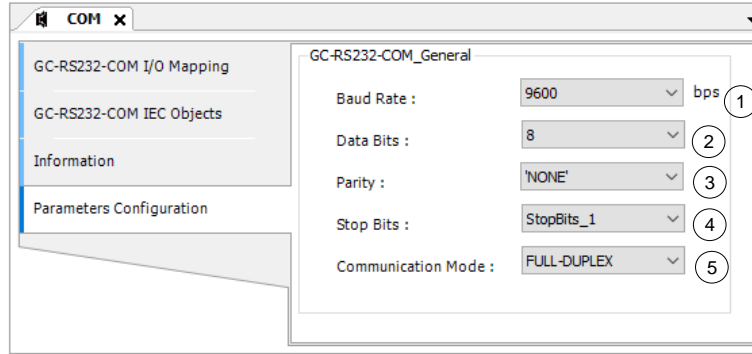 COM X
GC-RS232-COM I/O Mapping
GC-RS232-COM IEC Objects
Information
Parameters Configuration
GC-RS232-COM_General
Baud Rate : 9600 bps 1
Data Bits : 8 2
Parity : 'NONE' 3
Stop Bits : StopBits_1 4
Communication Mode : FULL-DUPLEX 5